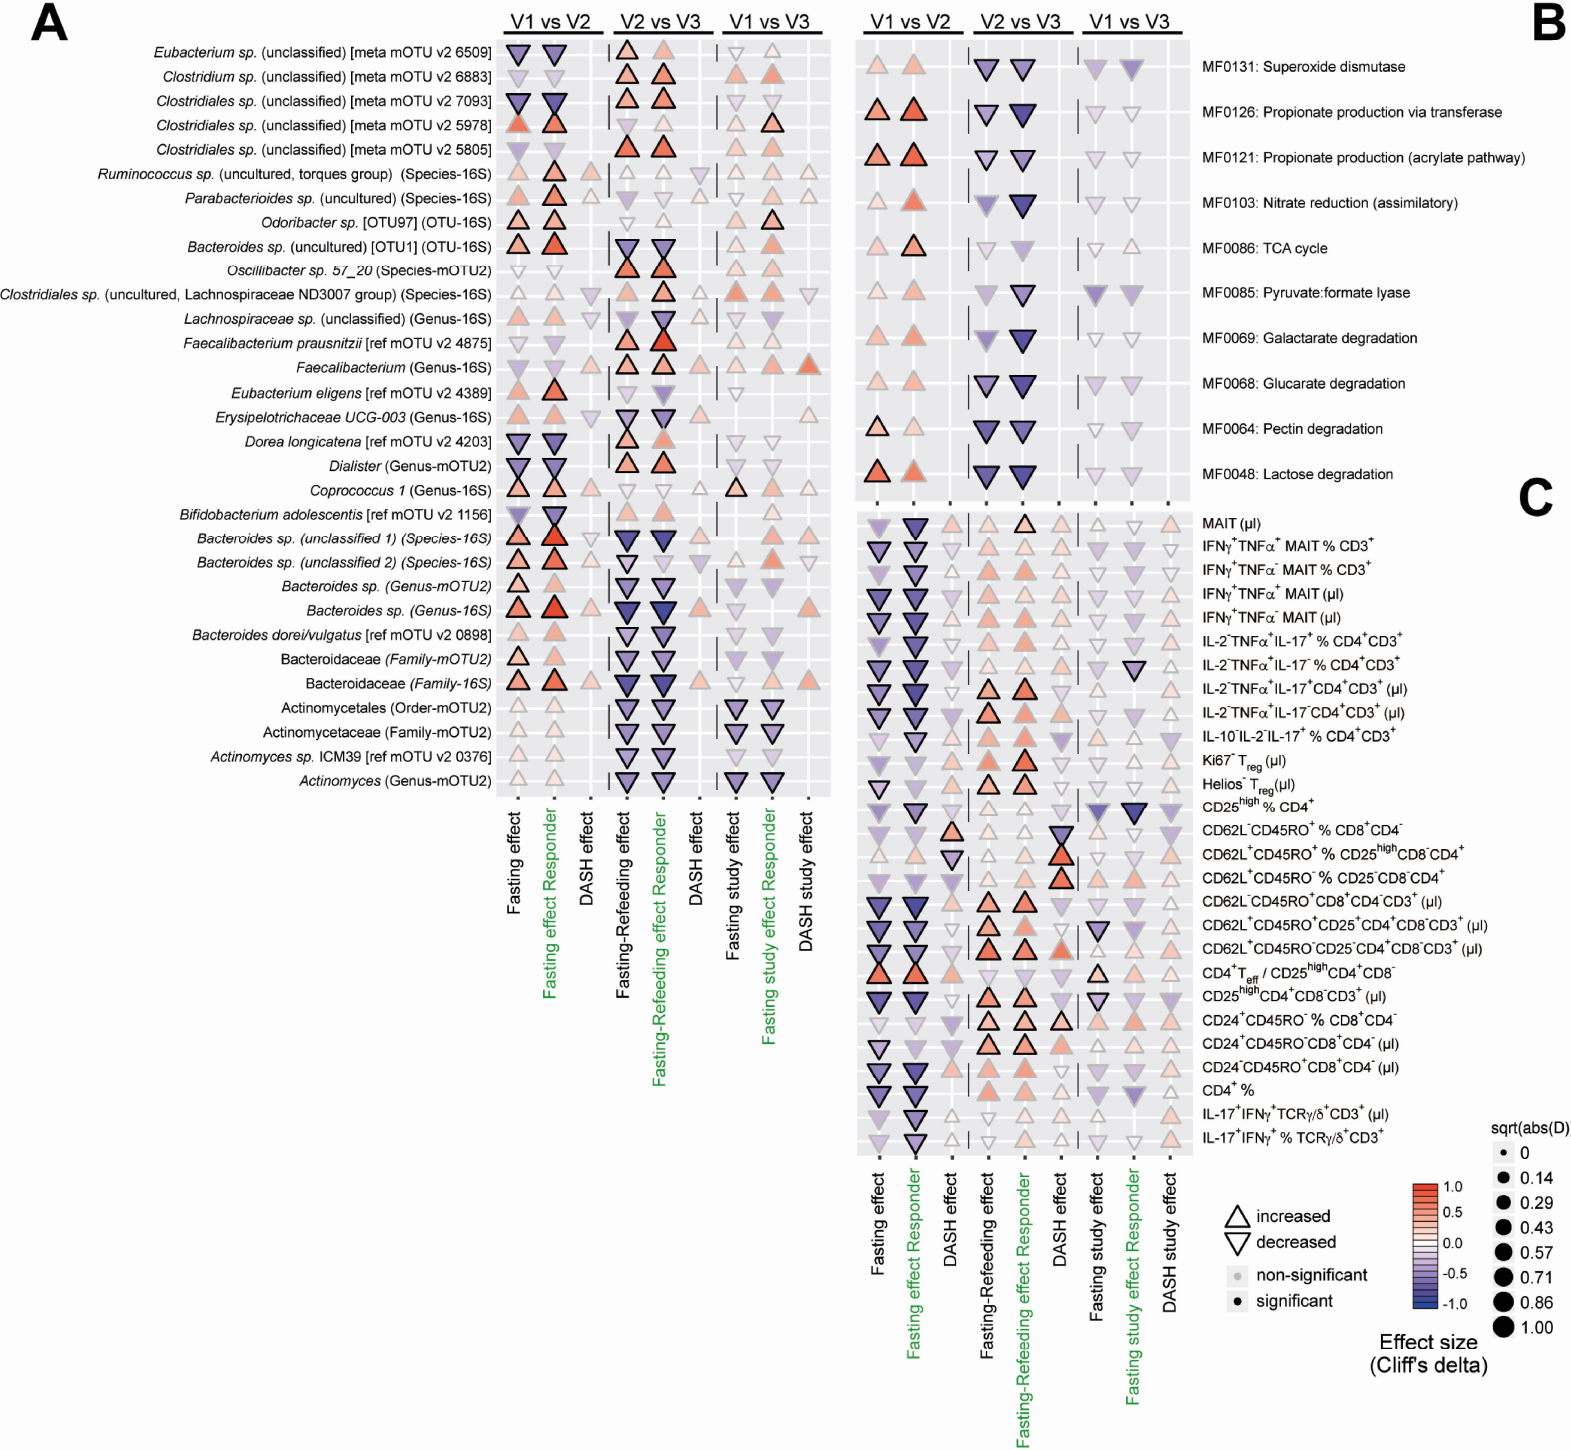 A
B
V1 vs V2
V2 vs V3
V1 vs V3
V1 vs V2
V2 vs V3
V1 vs V3
Eubacterium sp. (unclassified) [meta mOTU v2 6509]
Clostridium sp. (unclassified) [meta mOTU v2 6883]
Clostridiales sp. (unclassified) [meta mOTU v2 7093]
Clostridiales sp. (unclassified) [meta mOTU v2 5978]
Clostridiales sp. (unclassified) [meta mOTU v2 5805]
Ruminococcus sp. (uncultured, torques group) (Species-16S)
Parabacterioides sp. (uncultured) (Species-16S)
Odoribacter sp. [OTU97] (OTU-16S)
Bacteroides sp. (uncultured) [OTU1] (OTU-16S)
Oscillibacter sp. 57_20 (Species-mOTU2)
Clostridiales sp. (uncultured, Lachnospiraceae ND3007 group) (Species-16S)
Lachnospiraceae sp. (unclassified) (Genus-16S)
Faecalibacterium prausnitzii [ref mOTU v2 4875]
Faecalibacterium (Genus-16S)
Eubacterium eligens [ref mOTU v2 4389]
Erysipelotrichaceae UCG-003 (Genus-16S)
Dorea longicatena [ref mOTU v2 4203]
Dialister (Genus-mOTU2)
Coprococcus 1 (Genus-16S)
Bifidobacterium adolescentis [ref mOTU v2 1156]
Bacteroides sp. (unclassified 1) (Species-16S)
Bacteroides sp. (unclassified 2) (Species-16S)
Bacteroides sp. (Genus-mOTU2)
Bacteroides sp. (Genus-16S)
Bacteroides dorei/vulgatus [ref mOTU v2 0898]
Bacteroidaceae (Family-mOTU2)
Bacteroidaceae (Family-16S)
Actinomycetales (Order-mOTU2)
Actinomycetaceae (Family-mOTU2)
Actinomyces sp. ICM39 [ref mOTU v2 0376]
Actinomyces (Genus-mOTU2)
Fasting effect
Fasting effect Responder
DASH effect
Fasting-Refeeding effect
Fasting-Refeeding effect Responder
DASH effect
Fasting study effect
Fasting study effect Responder
DASH study effect
MF0131: Superoxide dismutase
MF0126: Propionate production via transferase
MF0121: Propionate production (acrylate pathway)
MF0103: Nitrate reduction (assimilatory)
MF0086: TCA cycle
MF0085: Pyruvate:formate lyase
MF0069: Galactarate degradation
MF0068: Glucarate degradation
MF0064: Pectin degradation
MF0048: Lactose degradation
C
MAIT (µl)
IFNγ⁺TNFα⁺ MAIT % CD3⁺
IFNγ⁺TNFα⁻ MAIT % CD3⁺
IFNγ⁺TNFα⁺ MAIT (µl)
IFNγ⁺TNFα⁻ MAIT (µl)
IL-2⁻TNFα⁺IL-17⁺ % CD4⁺CD3⁺
IL-2⁻TNFα⁺IL-17⁻ % CD4⁺CD3⁺
IL-2⁻TNFα⁺IL-17⁺CD4⁺CD3⁺ (µl)
IL-2⁻TNFα⁺IL-17⁻CD4⁺CD3⁺ (µl)
IL-10⁻IL-2⁻IL-17⁺ % CD4⁺CD3⁺
Ki67⁻ Treg (µl)
Helios⁻ Treg (µl)
CD25high % CD4⁺
CD62L⁻CD45RO⁺ % CD8⁺CD4⁻
CD62L⁺CD45RO⁺ % CD25highCD8⁻CD4⁺
CD62L⁺CD45RO⁻ % CD25⁻CD8⁻CD4⁺
CD62L⁻CD45RO⁺CD8⁺CD4⁻CD3⁺ (µl)
CD62L⁺CD45RO⁺CD25⁺CD4⁺CD8⁻CD3⁺ (µl)
CD62L⁺CD45RO⁻CD25⁻CD4⁺CD8⁻CD3⁺ (µl)
CD4⁺Teff / CD25highCD4⁺CD8⁻
CD25highCD4⁺CD8⁻CD3⁺ (µl)
CD24⁺CD45RO⁻ % CD8⁺CD4⁻
CD24⁺CD45RO⁻CD8⁺CD4⁻ (µl)
CD24⁻CD45RO⁺CD8⁺CD4⁻ (µl)
CD4⁺ %
IL-17⁺IFNγ⁺TCRγ/δ⁺CD3⁺ (µl)
IL-17⁺IFNγ⁺ % TCRγ/δ⁺CD3⁺
Fasting effect
Fasting effect Responder
DASH effect
Fasting-Refeeding effect
Fasting-Refeeding effect Responder
DASH effect
Fasting study effect
Fasting study effect Responder
DASH study effect
increased
decreased
non-significant
significant
1.0
0.5
0.0
-0.5
-1.0
Effect size
(Cliff's delta)
sqrt(abs(D))
0
0.14
0.29
0.43
0.57
0.71
0.86
1.00